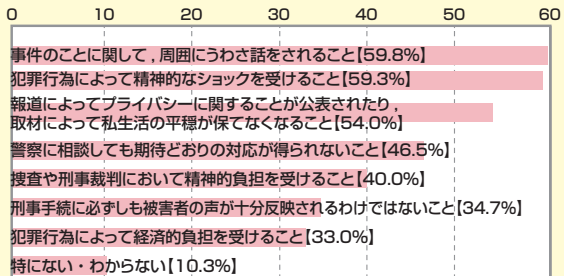 0 10 20 30 40 50 60
事件のことに関して，周囲にうわさ話をされること【59.8%】
犯罪行為によって精神的なショックを受けること【59.3%】
報道によってプライバシーに関することが公表されたり，
取材によって私生活の平穏が保てなくなること【54.0%】
警察に相談しても期待どおりの対応が得られないこと【46.5%】
捜査や刑事裁判において精神的負担を受けること【40.0%】
刑事手続に必ずしも被害者の声が十分反映されるわけではないこと【34.7%】
犯罪行為によって経済的負担を受けること【33.0%】
特にない・わからない【10.3%】